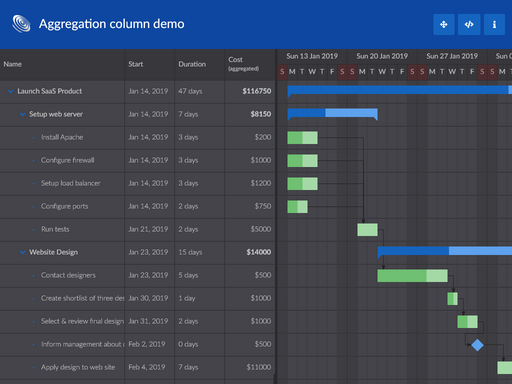 Aggregation column demo
Name Start Duration Cost (aggregated) Sun 13 Jan 2019 Sun 20 Jan 2019 Sun 27 Jan 2019 Sun
S M T W T F S S M T W T F S S M T W T F S S M
Launch SaaS Product Jan 14, 2019 47 days $116750
Setup web server Jan 14, 2019 7 days $8150
Install Apache Jan 14, 2019 3 days $200
Configure firewall Jan 14, 2019 3 days $1000
Setup load balancer Jan 14, 2019 3 days $1200
Configure ports Jan 14, 2019 2 days $750
Run tests Jan 21, 2019 2 days $5000
Website Design Jan 23, 2019 15 days $14000
Contact designers Jan 23, 2019 5 days $500
Create shortlist of three Jan 30, 2019 1 day $1000
Select & review final design Jan 31, 2019 2 days $1000
Inform management about Feb 2, 2019 0 days $500
Apply design to web site Feb 4, 2019 7 days $11000